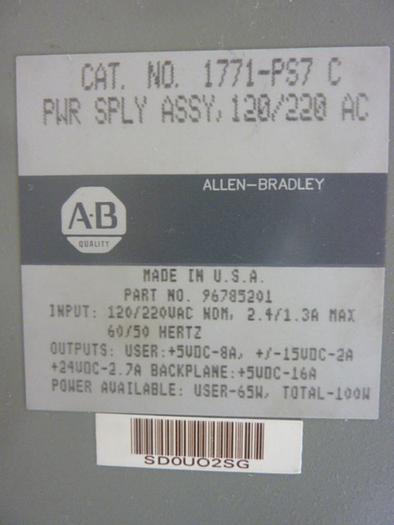 CAT. NO. 1771-PS7 C
PWR SPLY ASSY, 120/220 AC
ALLEN-BRADLEY
A-B
QUALITY
MADE IN U.S.A.
PART NO. 96785201
INPUT: 120/220VAC NOM, 2.4/1.3A MAX
60/50 HERTZ
OUTPUTS: USER:+5VDC-8A, +/-15VDC-2A
+24VDC-2.7A BACKPLANE:+5VDC-16A
POWER AVAILABLE: USER-65W, TOTAL-100W
SD0UO2SG